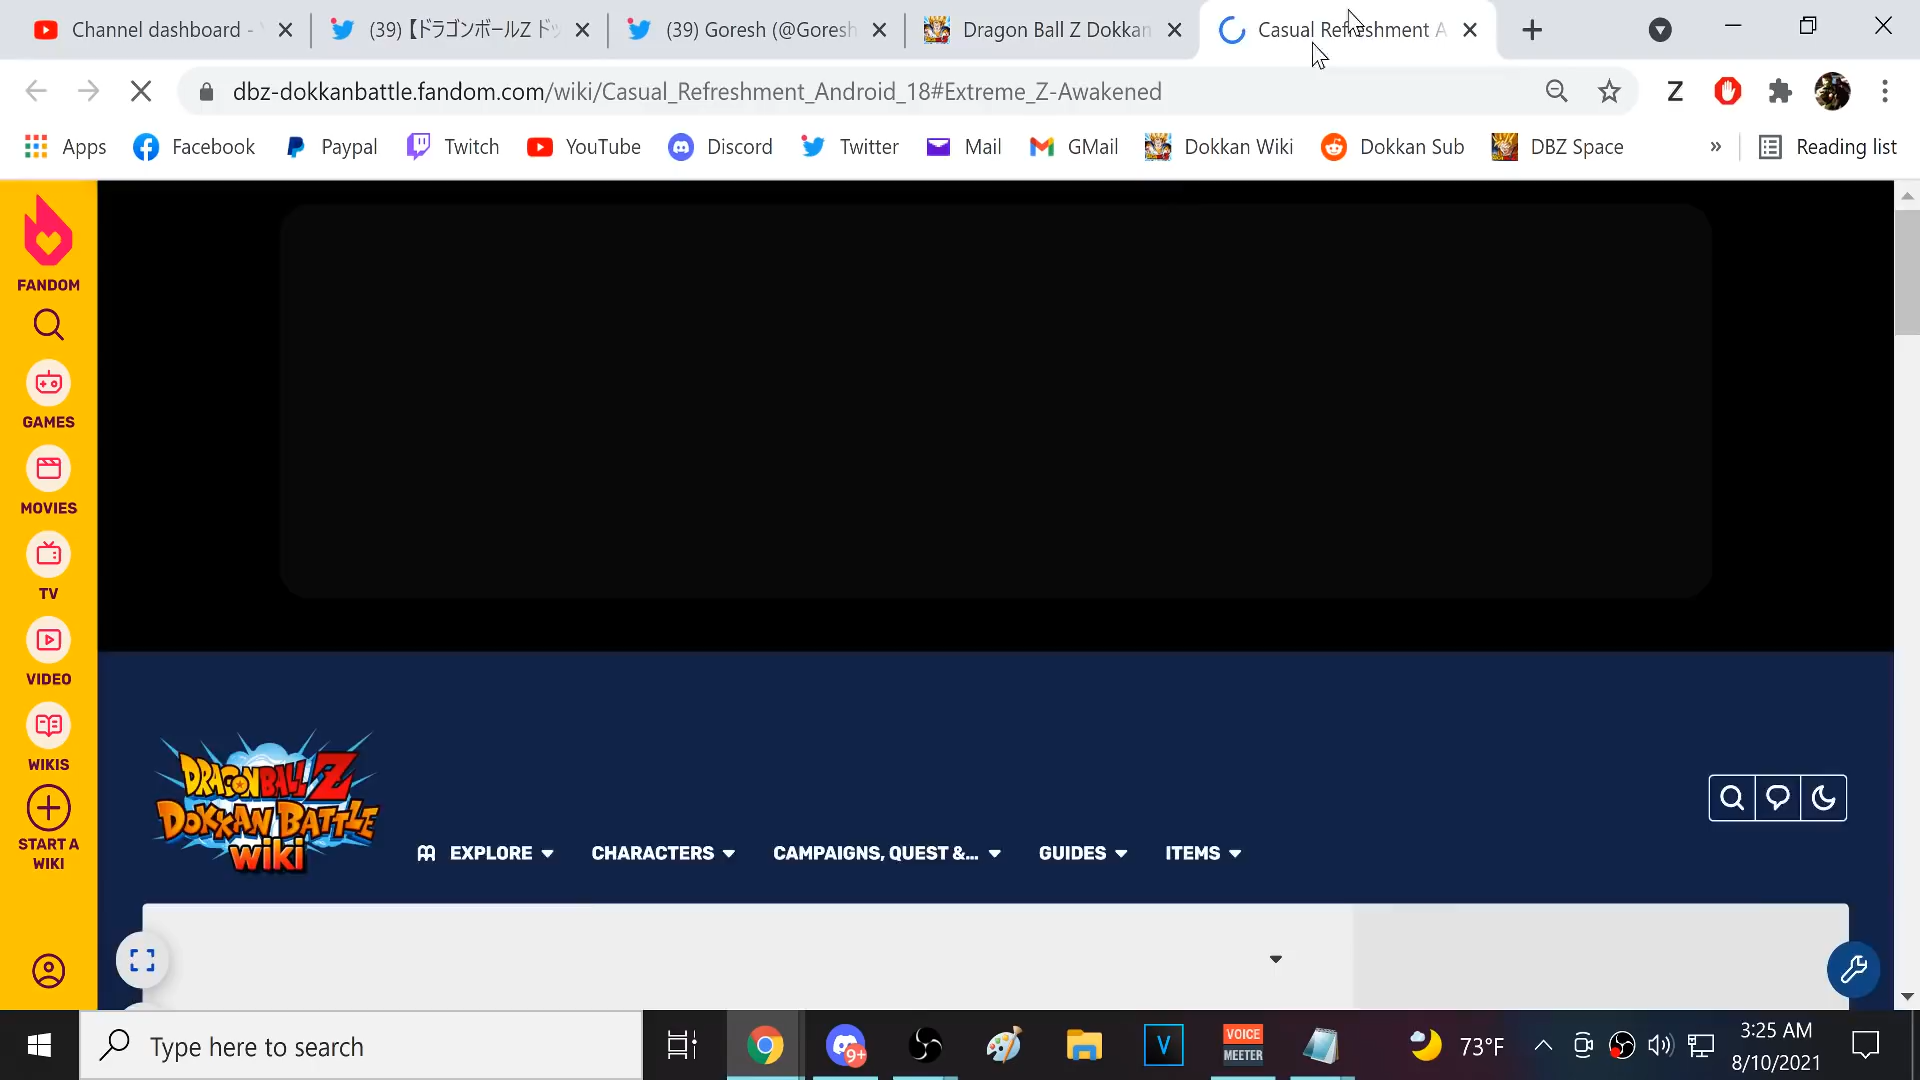 Channel dashboard -
(39)【ドラゴンボールZ ドッ
(39) Goresh (@Goresh
Dragon Ball Z Dokkan
Casual Refreshment A
dbz-dokkanbattle.fandom.com/wiki/Casual_Refreshment_Android_18#Extreme_Z-Awakened
Z
Apps
Facebook
Paypal
Twitch
YouTube
Discord
Twitter
Mail
GMail
Dokkan Wiki
Dokkan Sub
DBZ Space
»
Reading list
FANDOM
GAMES
MOVIES
TV
VIDEO
WIKIS
START A
WIKI
DRAGON BALL Z
DOKKAN BATTLE
wiki
EXPLORE
CHARACTERS
CAMPAIGNS, QUEST &...
GUIDES
ITEMS
Type here to search
9+
V
VOICE
MEETER
73°F
3:25 AM
8/10/2021